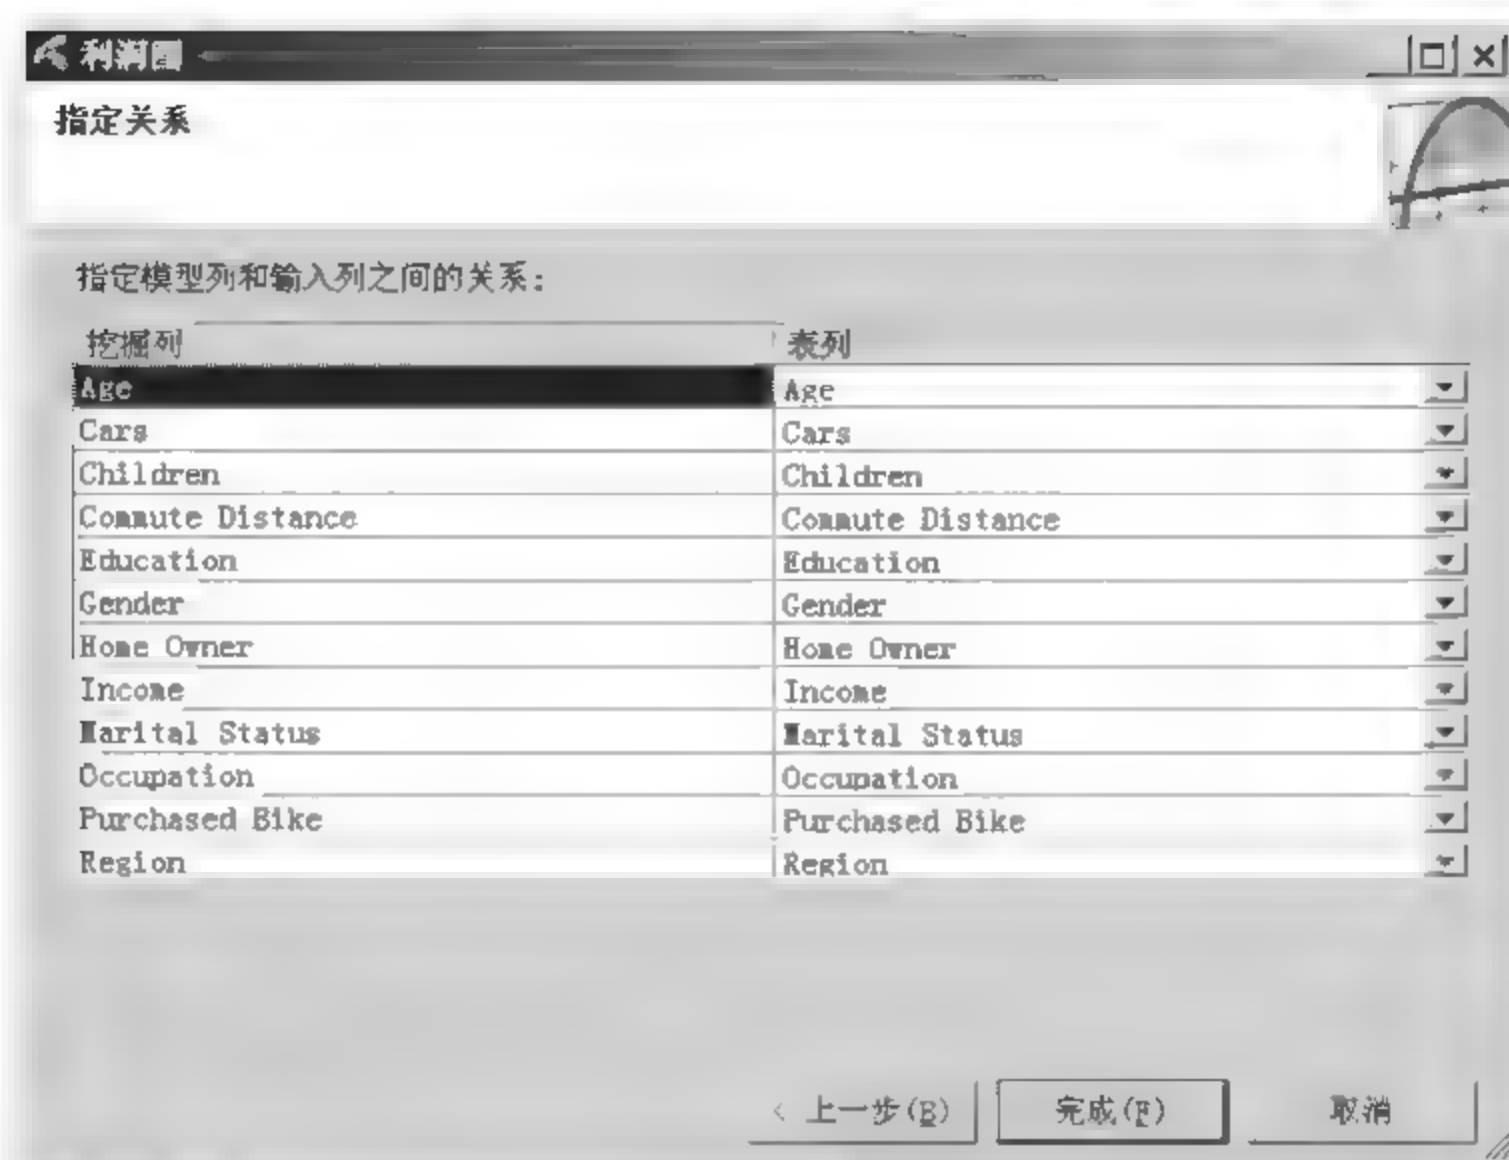 利润图
指定关系
指定模型列和输入列之间的关系:
挖掘列 表列
Age Age
Cars Cars
Children Children
Commute Distance Commute Distance
Education Education
Gender Gender
Home Owner Home Owner
Income Income
Marital Status Marital Status
Occupation Occupation
Purchased Bike Purchased Bike
Region Region
< 上一步(B) 完成(F) 取消